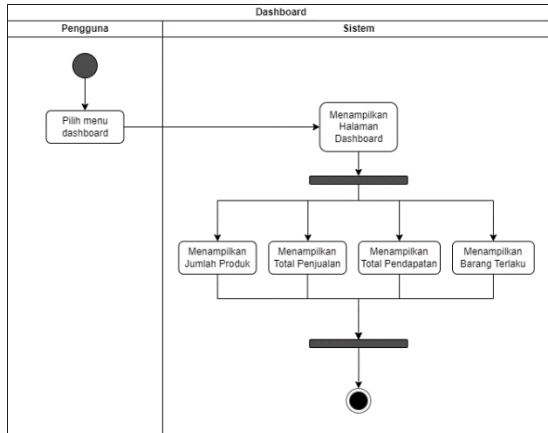 Dashboard
Pengguna
Sistem
Pilih menu
dashboard
Menampilkan
Halaman
Dashboard
Menampilkan
Jumlah Produk
Menampilkan
Total Penjualan
Menampilkan
Total Pendapatan
Menampilkan
Barang Terlaku